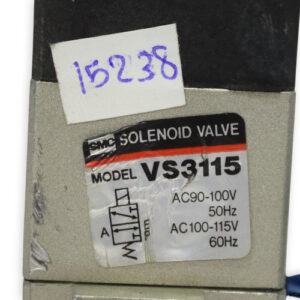 15238
SMC SOLENOID VALVE
MODEL VS3115
AC90-100V
50Hz
AC100-115V
60Hz
A